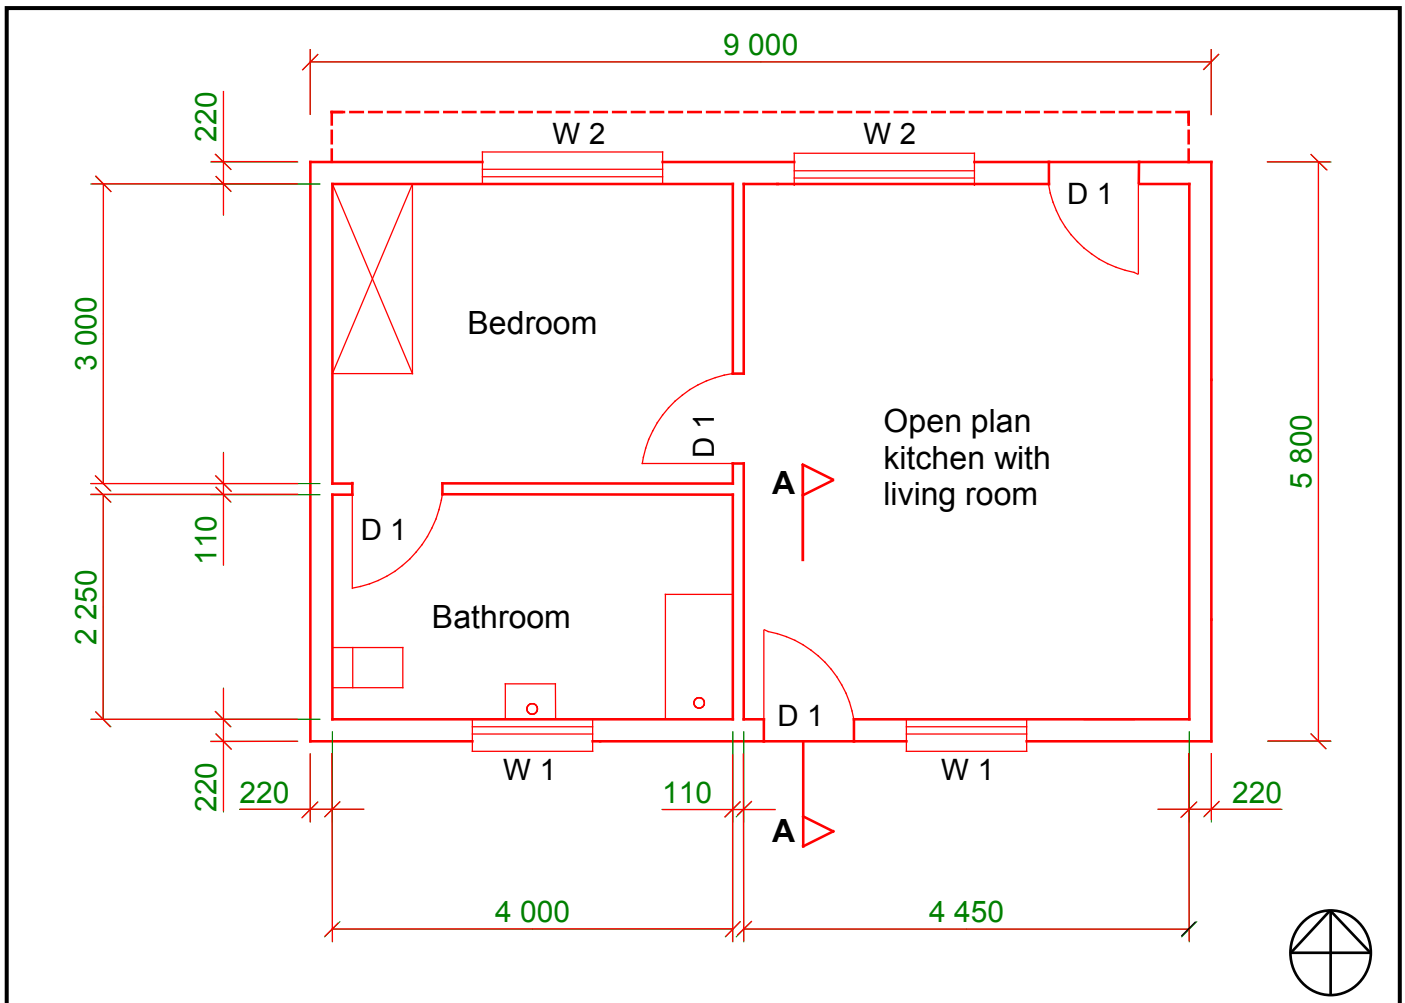 9 000
220
W 2
W 2
D 1
3 000
Bedroom
D 1
Open plan
kitchen with
living room
5 800
A
110
D 1
2 250
Bathroom
D 1
220
220
W 1
110
W 1
220
A
4 000
4 450